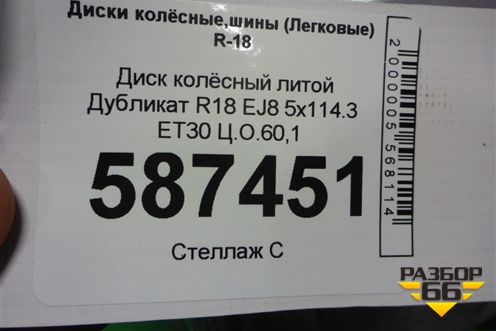 Диски колёсные,шины (Легковые)
R-18
Диск колёсный литой
Дубликат R18 EJ8 5x114.3
ET30 Ц.О.60,1
587451
Стеллаж С
2000005568114
РАЗБОР
66